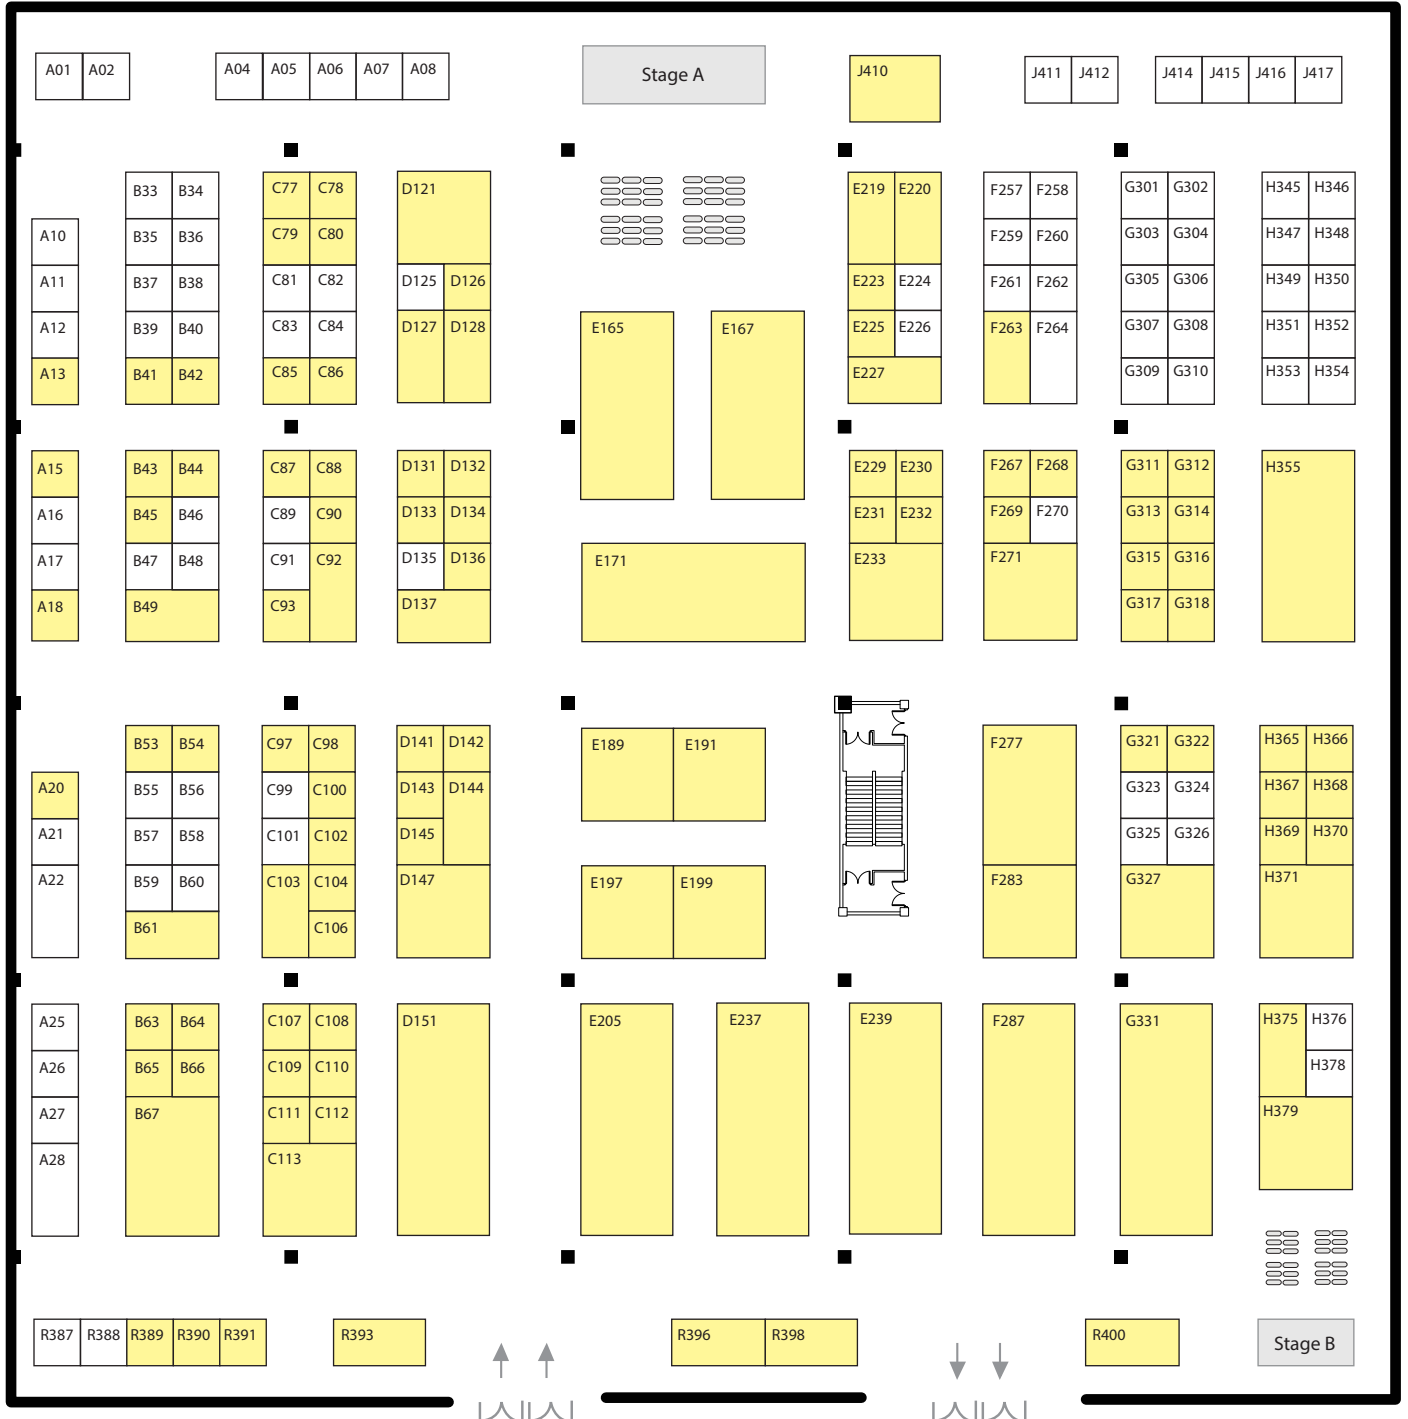 A01 A02 A04 A05 A06 A07 A08 Stage A J410 J411 J412 J414 J415 J416 J417
B33 B34 C77 C78 D121 E219 E220 F257 F258 G301 G302 H345 H346
A10 B35 B36 C79 C80 F259 F260 G303 G304 H347 H348
A11 B37 B38 C81 C82 D125 D126 E223 E224 F261 F262 G305 G306 H349 H350
A12 B39 B40 C83 C84 D127 D128 E165 E167 E225 E226 F263 F264 G307 G308 H351 H352
A13 B41 B42 C85 C86 E227 G309 G310 H353 H354
A15 B43 B44 C87 C88 D131 D132 E229 E230 F267 F268 G311 G312 H355
A16 B45 B46 C89 C90 D133 D134 E231 E232 F269 F270 G313 G314
A17 B47 B48 C91 C92 D135 D136 E171 E233 F271 G315 G316
A18 B49 C93 D137 G317 G318
B53 B54 C97 C98 D141 D142 E189 E191 F277 G321 G322 H365 H366
A20 B55 B56 C99 C100 D143 D144 G323 G324 H367 H368
A21 B57 B58 C101 C102 D145 G325 G326 H369 H370
A22 B59 B60 C103 C104 D147 E197 E199 F283 G327 H371
B61 C106
A25 B63 B64 C107 C108 D151 E205 E237 E239 F287 G331 H375 H376
A26 B65 B66 C109 C110 H378
A27 B67 C111 C112 H379
A28 C113
R387 R388 R389 R390 R391 R393 R396 R398 R400 Stage B